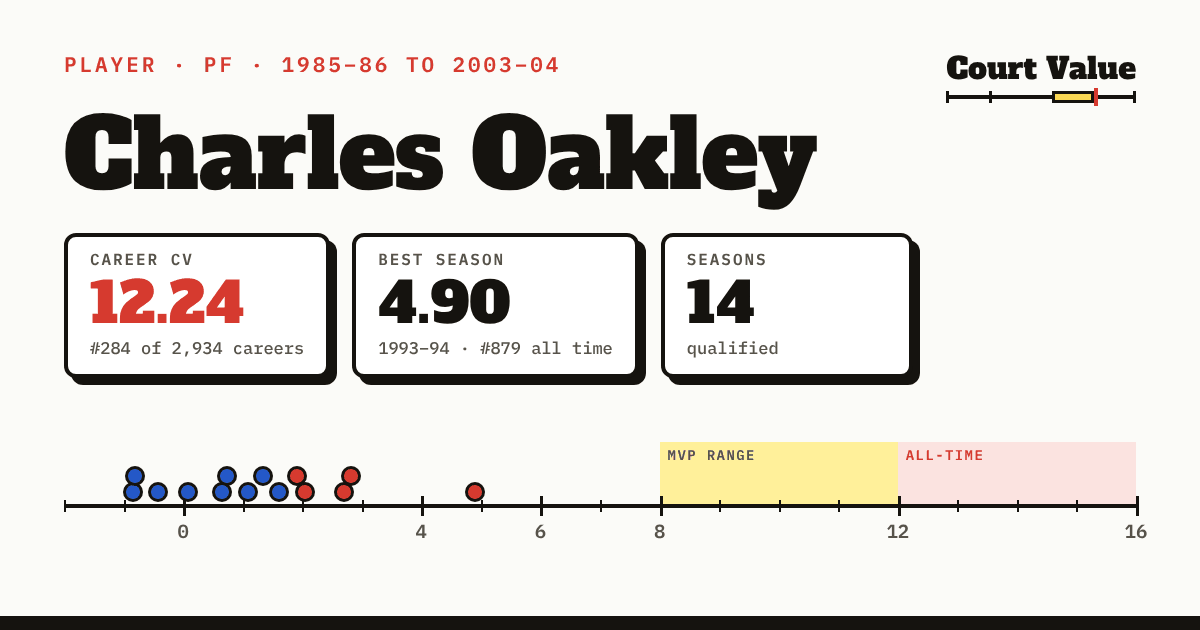 PLAYER · PF · 1985–86 TO 2003–04
Court Value
Charles Oakley
CAREER CV
12.24
#284 of 2,934 careers
BEST SEASON
4.90
1993–94 · #879 all time
SEASONS
14
qualified
MVP RANGE
ALL-TIME
0 4 6 8 12 16